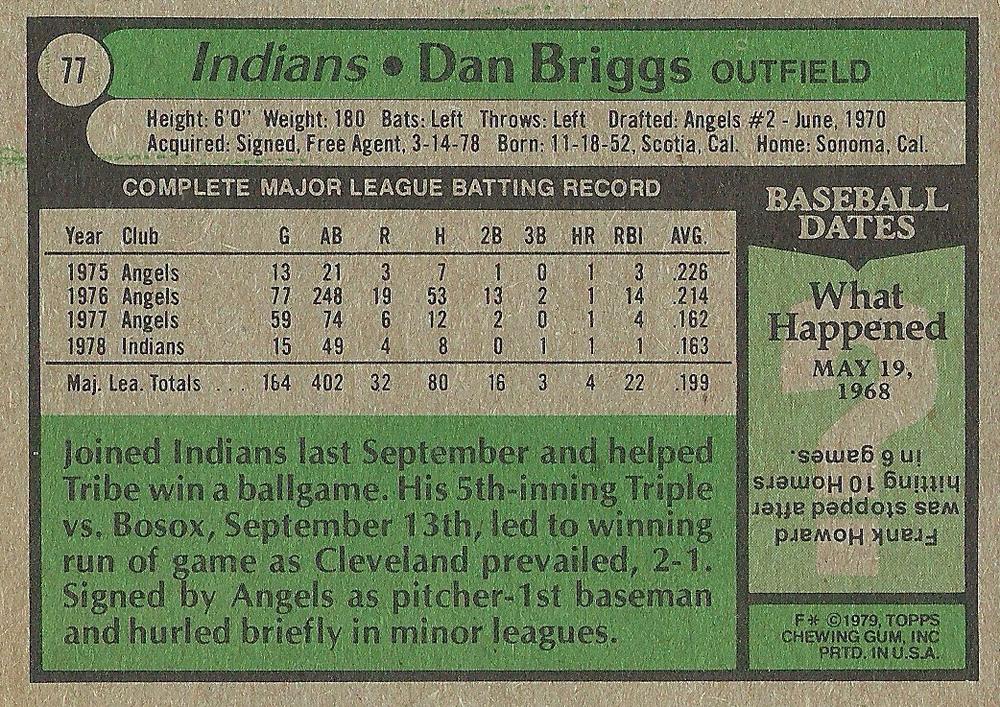 77
Indians • Dan Briggs OUTFIELD
Height: 6'0" Weight: 180 Bats: Left Throws: Left Drafted: Angels #2 - June, 1970
Acquired: Signed, Free Agent, 3-14-78 Born: 11-18-52, Scotia, Cal. Home: Sonoma, Cal.
COMPLETE MAJOR LEAGUE BATTING RECORD
Year Club G AB R H 2B 3B HR RBI AVG.
1975 Angels 13 21 3 7 1 0 1 3 .226
1976 Angels 77 248 19 53 13 2 1 14 .214
1977 Angels 59 74 6 12 2 0 1 4 .162
1978 Indians 15 49 4 8 0 1 1 1 .163
Maj. Lea. Totals . . . 164 402 32 80 16 3 4 22 .199
Joined Indians last September and helped
Tribe win a ballgame. His 5th-inning Triple
vs. Bosox, September 13th, led to winning
run of game as Cleveland prevailed, 2-1.
Signed by Angels as pitcher-1st baseman
and hurled briefly in minor leagues.
BASEBALL
DATES
What
Happened
MAY 19,
1968
Frank Howard
was stopped after
hitting 10 Homers
in 6 games.
F* ©1979, TOPPS
CHEWING GUM, INC
PRTD. IN U.S.A.